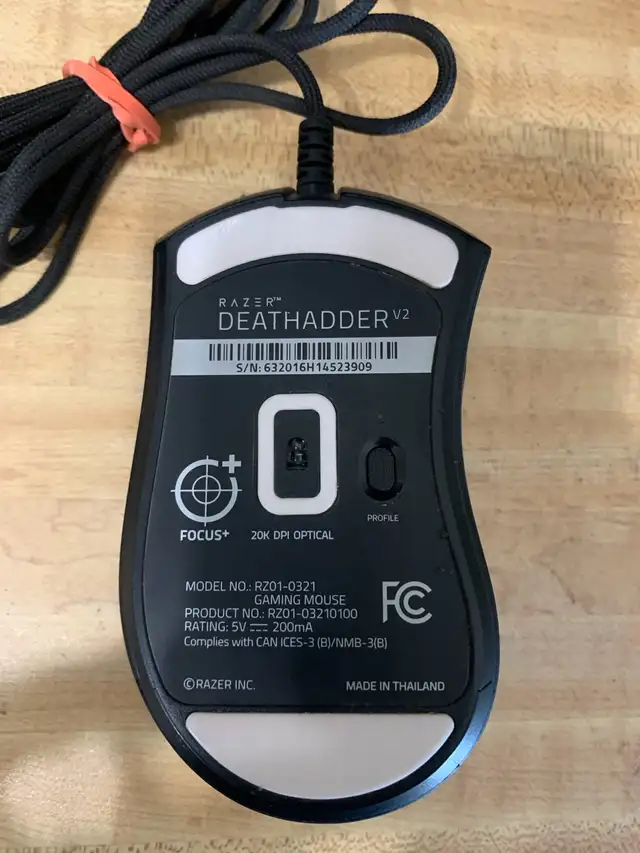 RAZER™
DEATHADDER V2
S/N: 632016H14523909
FOCUS+
20K DPI OPTICAL
PROFILE
MODEL NO.: RZ01-0321
GAMING MOUSE
PRODUCT NO.: RZ01-03210100
RATING: 5V ⎓ 200mA
Complies with CAN ICES-3 (B)/NMB-3(B)
FC
©RAZER INC.
MADE IN THAILAND